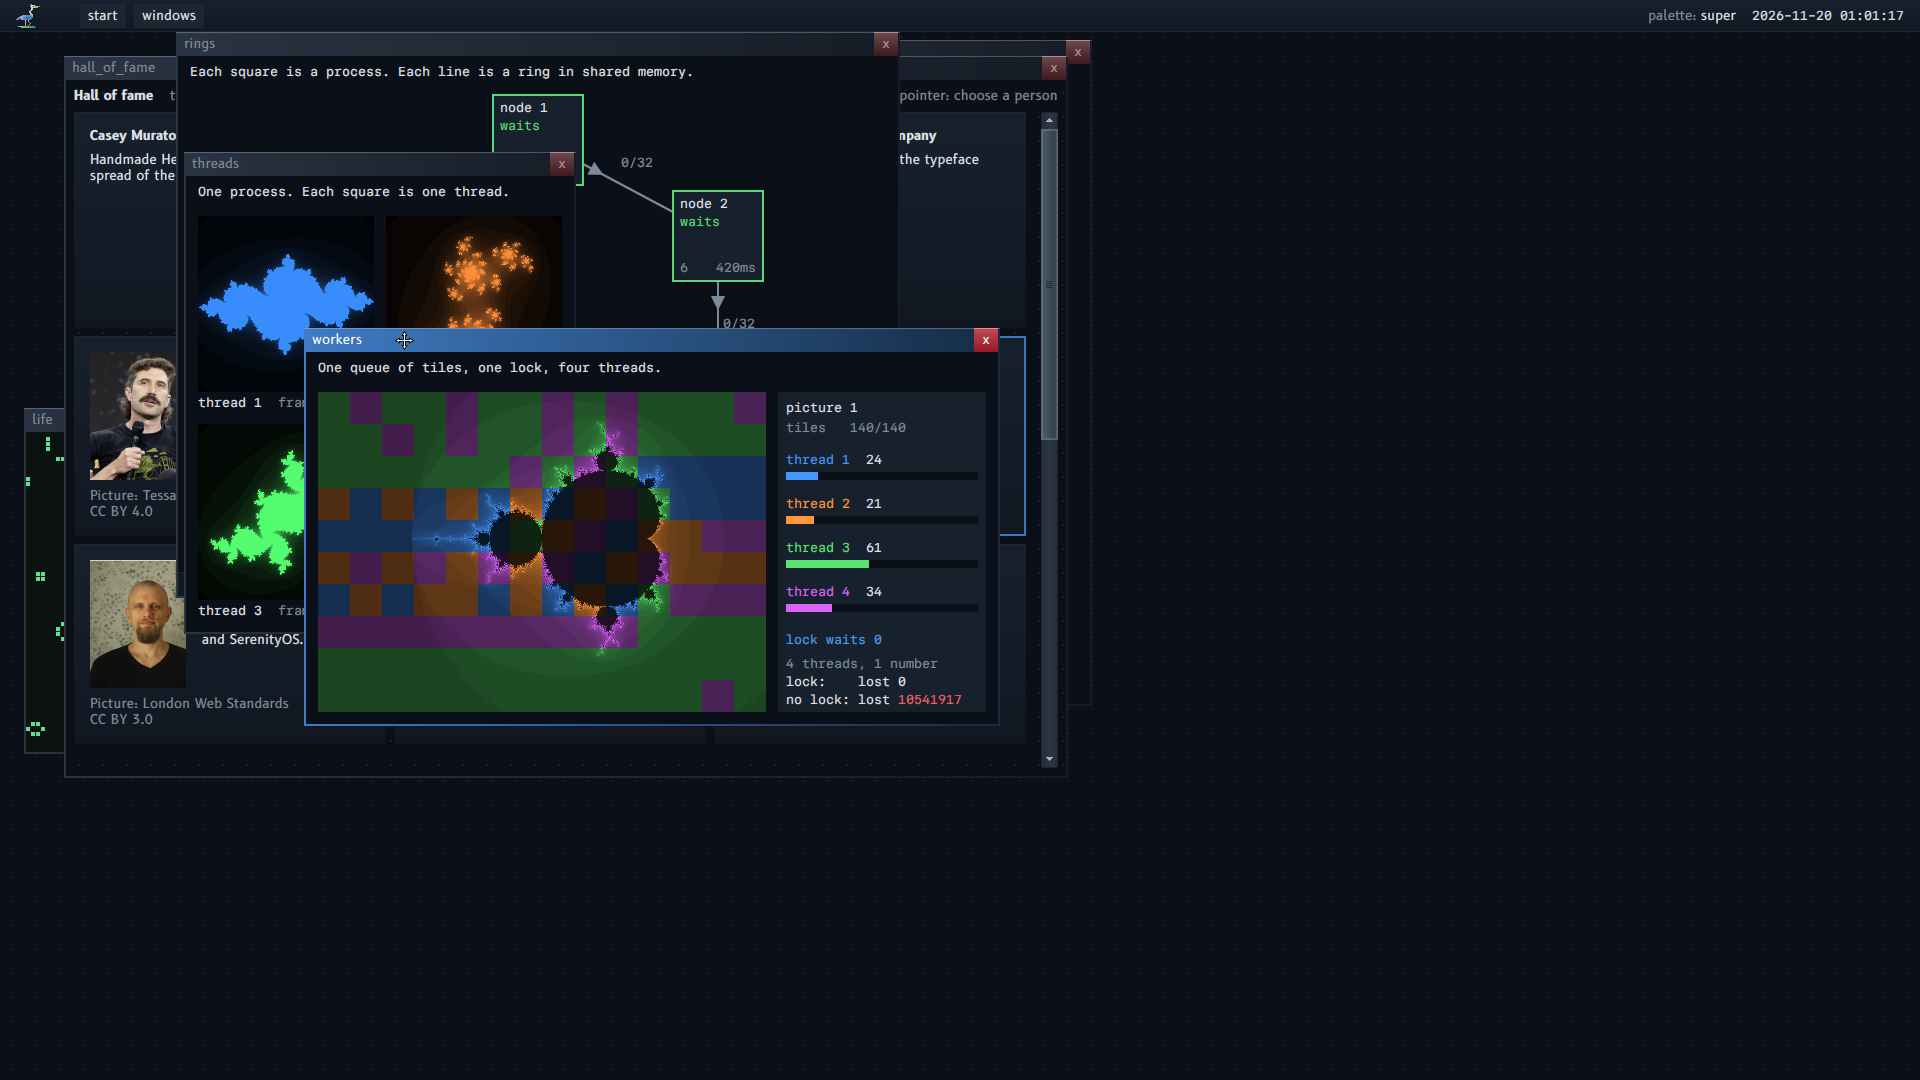 start windows palette: super 2026-11-20 01:01:17
rings x
x
hall_of_fame x
Each square is a process. Each line is a ring in shared memory.
Hall of fame pointer: choose a person
node 1
waits
0/32
node 2
waits
6 420ms
0/32
Casey
Handmade
spread of the
the typeface
threads x
One process. Each square is one thread.
thread 1
thread 3
workers x
One queue of tiles, one lock, four threads.
picture 1
tiles 140/140
thread 1 24
thread 2 21
thread 3 61
thread 4 34
lock waits 0
4 threads, 1 number
lock: lost 0
no lock: lost 10541917
life
Picture: Tessa
CC BY 4.0
and SerenityOS.
Picture: London Web Standards
CC BY 3.0